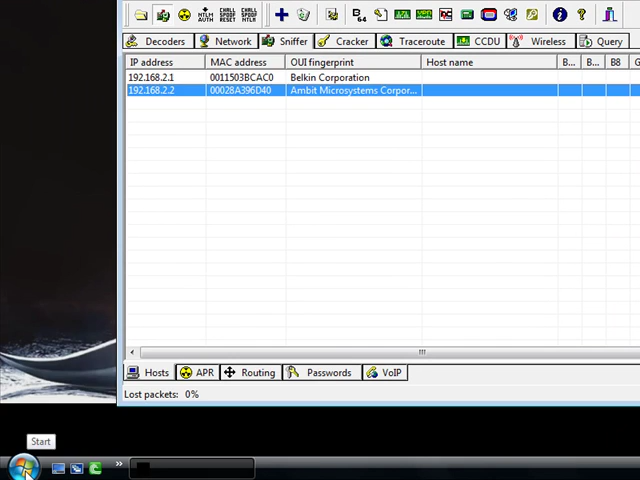 + CHALL CHALL
NTLM SPOOF SPOOF
AUTH RESET NTLM
B 64
Decoders Network Sniffer Cracker Traceroute CCDU Wireless Query
IP address MAC address OUI fingerprint Host name B... B... B8 G
192.168.2.1 0011503BCAC0 Belkin Corporation
192.168.2.2 00028A396D40 Ambit Microsystems Corpor...
Hosts APR Routing Passwords VoIP
Lost packets: 0%
Start